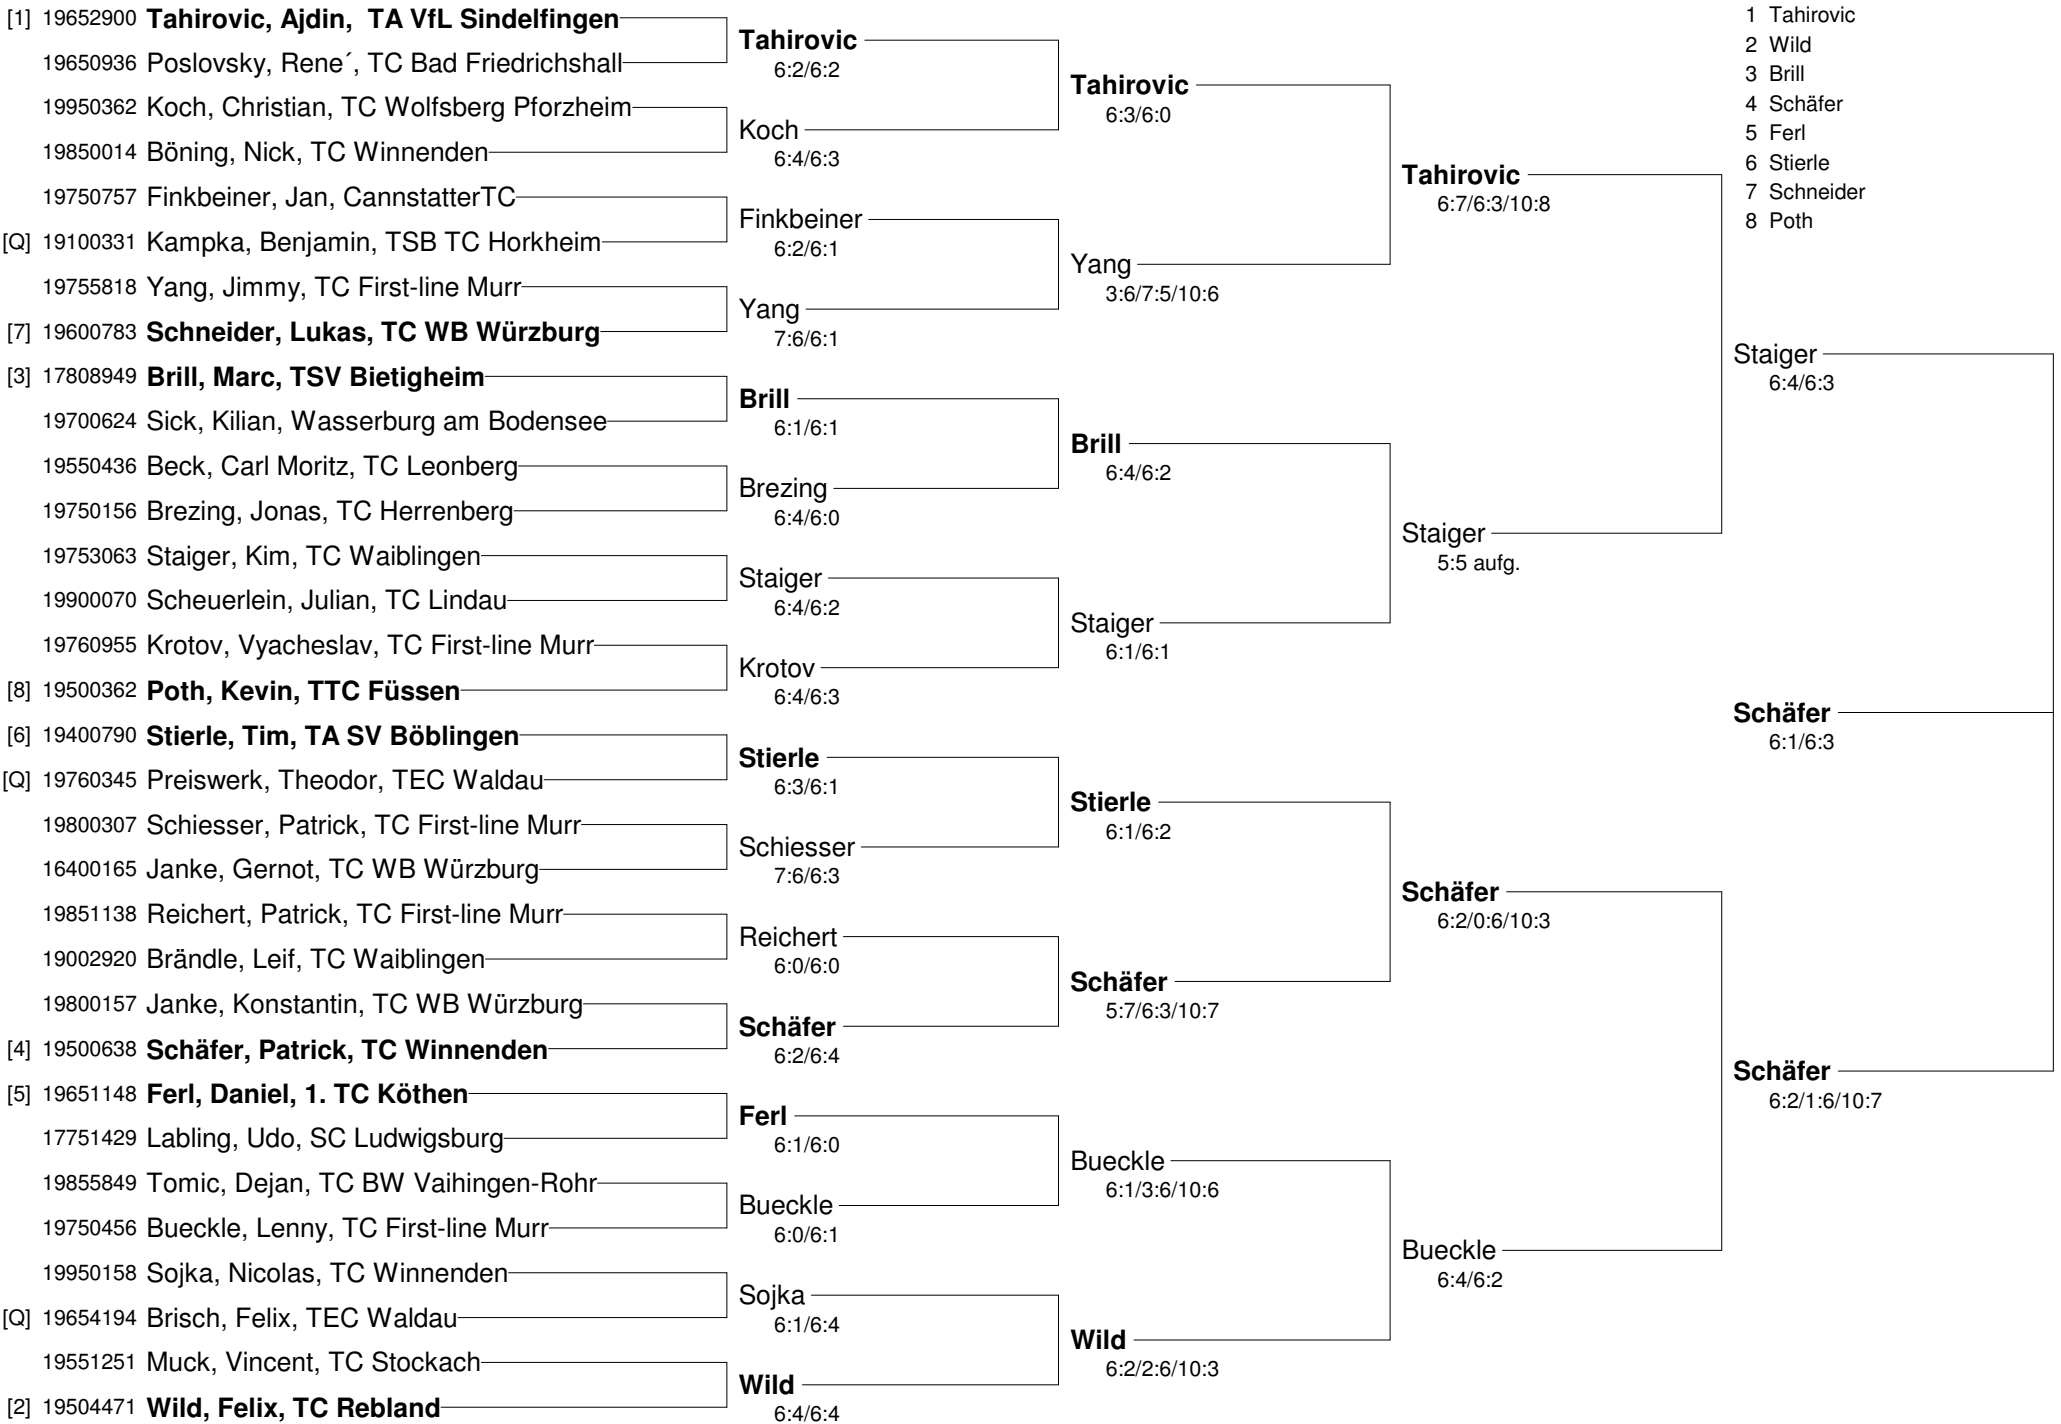 [1] 19652900 Tahirovic, Ajdin,  TA VfL Sindelfingen
19650936 Poslovsky, Rene´, TC Bad Friedrichshall
19950362 Koch, Christian, TC Wolfsberg Pforzheim
19850014 Böning, Nick, TC Winnenden
19750757 Finkbeiner, Jan, CannstatterTC
[Q] 19100331 Kampka, Benjamin, TSB TC Horkheim
19755818 Yang, Jimmy, TC First-line Murr
[7] 19600783 Schneider, Lukas, TC WB Würzburg
[3] 17808949 Brill, Marc, TSV Bietigheim
19700624 Sick, Kilian, Wasserburg am Bodensee
19550436 Beck, Carl Moritz, TC Leonberg
19750156 Brezing, Jonas, TC Herrenberg
19753063 Staiger, Kim, TC Waiblingen
19900070 Scheuerlein, Julian, TC Lindau
19760955 Krotov, Vyacheslav, TC First-line Murr
[8] 19500362 Poth, Kevin, TTC Füssen
[6] 19400790 Stierle, Tim, TA SV Böblingen
[Q] 19760345 Preiswerk, Theodor, TEC Waldau
19800307 Schiesser, Patrick, TC First-line Murr
16400165 Janke, Gernot, TC WB Würzburg
19851138 Reichert, Patrick, TC First-line Murr
19002920 Brändle, Leif, TC Waiblingen
19800157 Janke, Konstantin, TC WB Würzburg
[4] 19500638 Schäfer, Patrick, TC Winnenden
[5] 19651148 Ferl, Daniel, 1. TC Köthen
17751429 Labling, Udo, SC Ludwigsburg
19855849 Tomic, Dejan, TC BW Vaihingen-Rohr
19750456 Bueckle, Lenny, TC First-line Murr
19950158 Sojka, Nicolas, TC Winnenden
[Q] 19654194 Brisch, Felix, TEC Waldau
19551251 Muck, Vincent, TC Stockach
[2] 19504471 Wild, Felix, TC Rebland
Tahirovic
6:2/6:2
Koch
6:4/6:3
Finkbeiner
6:2/6:1
Yang
7:6/6:1
Brill
6:1/6:1
Brezing
6:4/6:0
Staiger
6:4/6:2
Krotov
6:4/6:3
Stierle
6:3/6:1
Schiesser
7:6/6:3
Reichert
6:0/6:0
Schäfer
6:2/6:4
Ferl
6:1/6:0
Bueckle
6:0/6:1
Sojka
6:1/6:4
Wild
6:4/6:4
Tahirovic
6:3/6:0
Yang
3:6/7:5/10:6
Brill
6:4/6:2
Staiger
6:1/6:1
Stierle
6:1/6:2
Schäfer
5:7/6:3/10:7
Bueckle
6:1/3:6/10:6
Wild
6:2/2:6/10:3
Tahirovic
6:7/6:3/10:8
Staiger
5:5 aufg.
Schäfer
6:2/0:6/10:3
Bueckle
6:4/6:2
Staiger
6:4/6:3
Schäfer
6:1/6:3
Schäfer
6:2/1:6/10:7
1 Tahirovic
2 Wild
3 Brill
4 Schäfer
5 Ferl
6 Stierle
7 Schneider
8 Poth